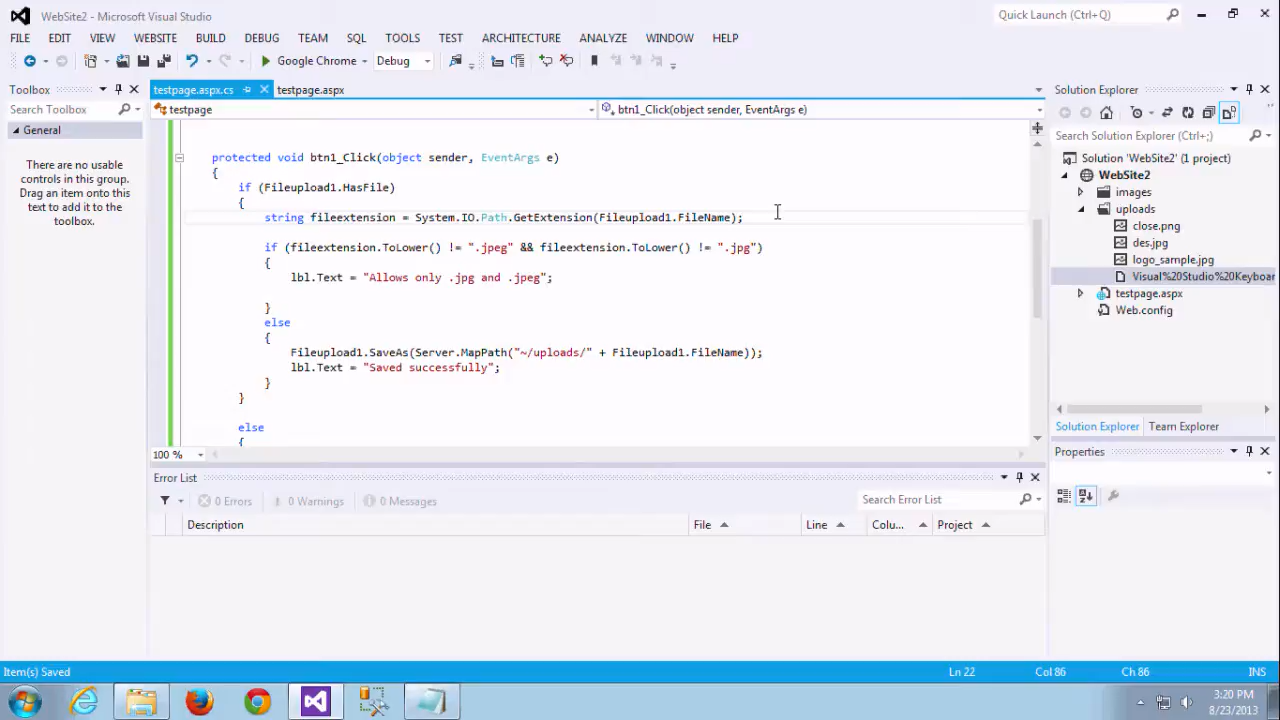 WebSite2 - Microsoft Visual Studio
Quick Launch (Ctrl+Q)
FILE EDIT VIEW WEBSITE BUILD DEBUG TEAM SQL TOOLS TEST ARCHITECTURE ANALYZE WINDOW HELP
Google Chrome Debug
Toolbox
Search Toolbox
General
There are no usable
controls in this group.
Drag an item onto this
text to add it to the
toolbox.
testpage.aspx.cs testpage.aspx
testpage btn1_Click(object sender, EventArgs e)
protected void btn1_Click(object sender, EventArgs e)
{
if (Fileupload1.HasFile)
{
string fileextension = System.IO.Path.GetExtension(Fileupload1.FileName);
if (fileextension.ToLower() != ".jpeg" && fileextension.ToLower() != ".jpg")
{
lbl.Text = "Allows only .jpg and .jpeg";
}
else
{
Fileupload1.SaveAs(Server.MapPath("~/uploads/" + Fileupload1.FileName));
lbl.Text = "Saved successfully";
}
}
else
{
100 %
Error List
0 Errors 0 Warnings 0 Messages
Search Error List
Description File Line Colu... Project
Solution Explorer
Search Solution Explorer (Ctrl+;)
Solution 'WebSite2' (1 project)
WebSite2
images
uploads
close.png
des.jpg
logo_sample.jpg
Visual%20Studio%20Keyboar
testpage.aspx
Web.config
Solution Explorer Team Explorer
Properties
Item(s) Saved Ln 22 Col 86 Ch 86 INS
3:20 PM
8/23/2013